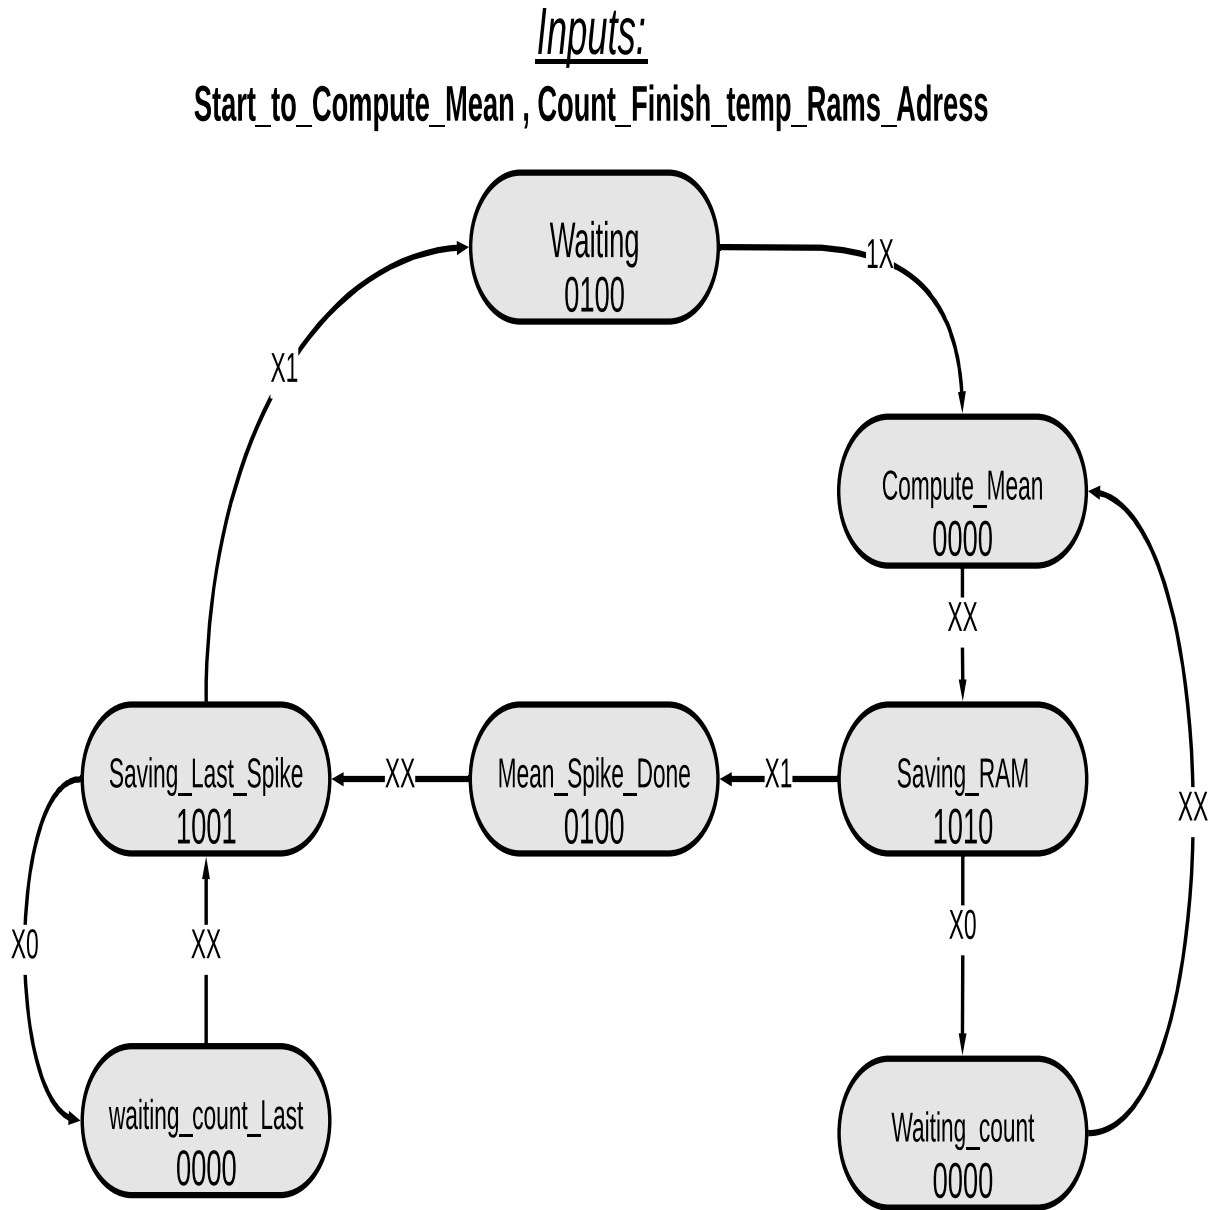 Inputs:
Start_to_Compute_Mean , Count_Finish_temp_Rams_Adress
Waiting
0100
1X
X1
Compute_Mean
0000
XX
Saving_Last_Spike
1001
XX
Mean_Spike_Done
0100
X1
Saving_RAM
1010
XX
X0
XX
X0
waiting_count_Last
0000
Waiting_count
0000